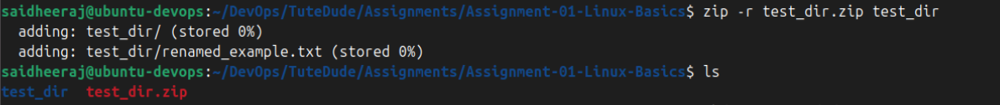 saidheeraj@ubuntu-devops:~/DevOps/TuteDude/Assignments/Assignment-01-Linux-Basics$ zip -r test_dir.zip test_dir
  adding: test_dir/ (stored 0%)
  adding: test_dir/renamed_example.txt (stored 0%)
saidheeraj@ubuntu-devops:~/DevOps/TuteDude/Assignments/Assignment-01-Linux-Basics$ ls
test_dir  test_dir.zip